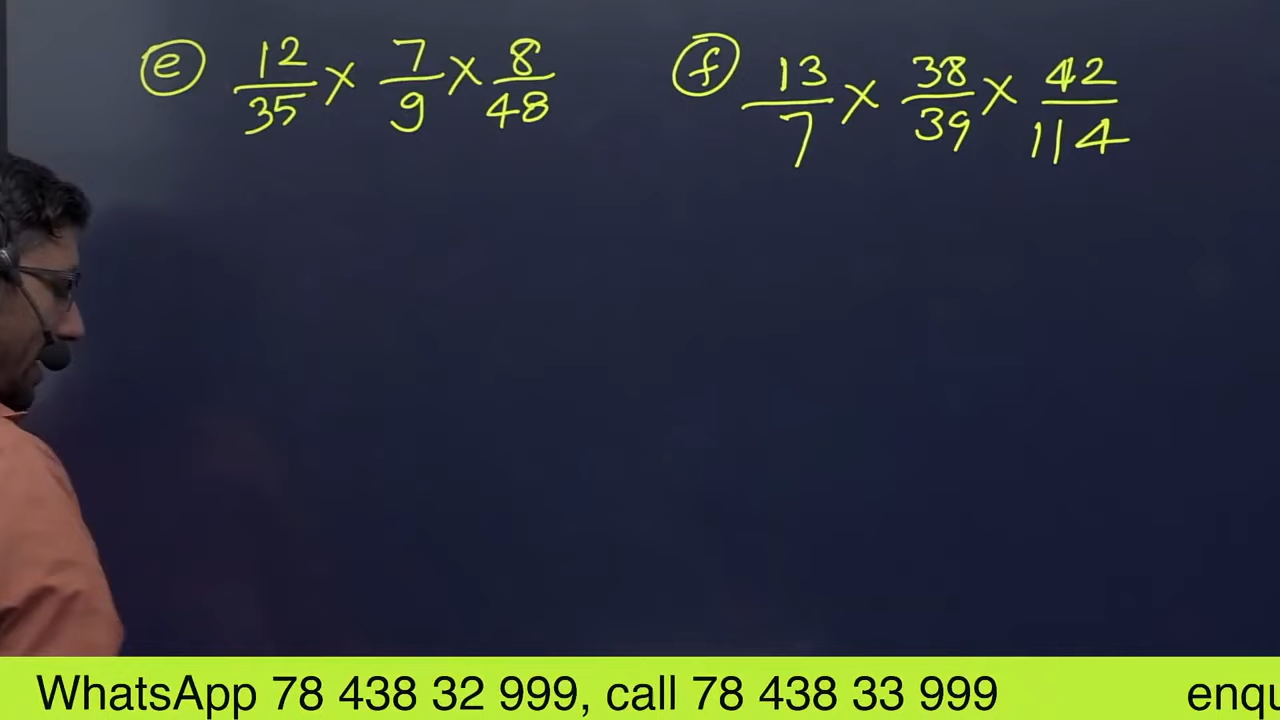 ⓔ 12/35 × 7/9 × 8/48
ⓕ 13/7 × 38/39 × 42/114
WhatsApp 78 438 32 999, call 78 438 33 999 enqu